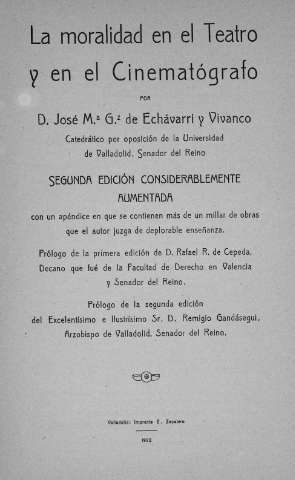 La moralidad en el Teatro
y en el Cinematógrafo
POR
D. José M.ª G.ª de Echávarri y Vivanco
Catedrático por oposición de la Universidad
de Valladolid. Senador del Reino
SEGUNDA EDICIÓN CONSIDERABLEMENTE
AUMENTADA
con un apéndice en que se contienen más de un millar de obras
que el autor juzga de deplorable enseñanza.
Prólogo de la primera edición de D. Rafael R. de Cepeda.
Decano que fué de la Facultad de Derecho en Valencia
y Senador del Reino.
Prólogo de la segunda edición
del Excelentísimo e Ilustrísimo Sr. D. Remigio Gandásegui,
Arzobispo de Valladolid. Senador del Reino.
Valladolid: Imprenta E. Zapatero